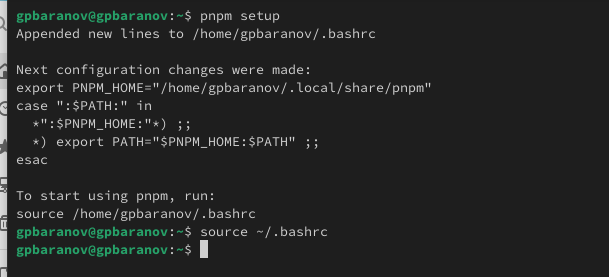 gpbaranov@gpbaranov:~$ pnpm setup
Appended new lines to /home/gpbaranov/.bashrc

Next configuration changes were made:
export PNPM_HOME="/home/gpbaranov/.local/share/pnpm"
case ":$PATH:" in
  *":$PNPM_HOME:"*) ;;
  *) export PATH="$PNPM_HOME:$PATH" ;;
esac

To start using pnpm, run:
source /home/gpbaranov/.bashrc
gpbaranov@gpbaranov:~$ source ~/.bashrc
gpbaranov@gpbaranov:~$